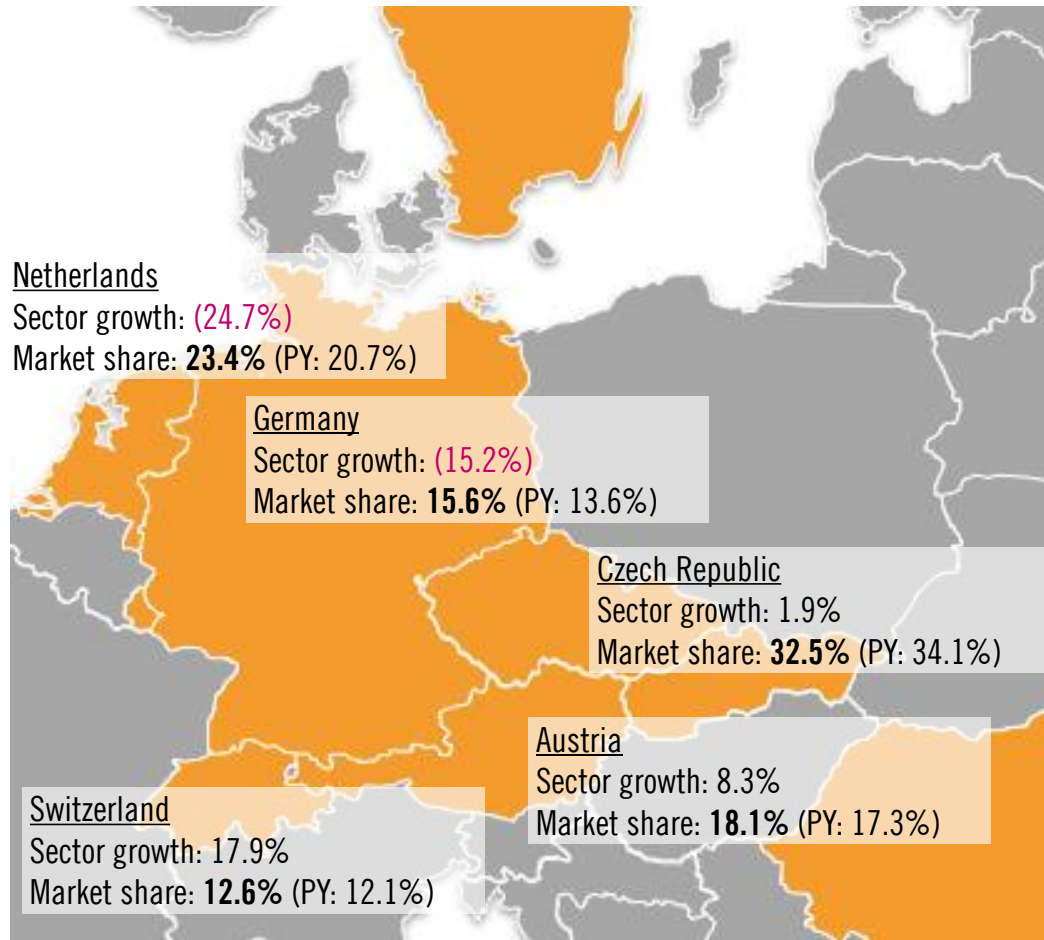 Netherlands
Sector growth: (24.7%)
Market share: 23.4% (PY: 20.7%)
Germany
Sector growth: (15.2%)
Market share: 15.6% (PY: 13.6%)
Czech Republic
Sector growth: 1.9%
Market share: 32.5% (PY: 34.1%)
Austria
Sector growth: 8.3%
Market share: 18.1% (PY: 17.3%)
Switzerland
Sector growth: 17.9%
Market share: 12.6% (PY: 12.1%)